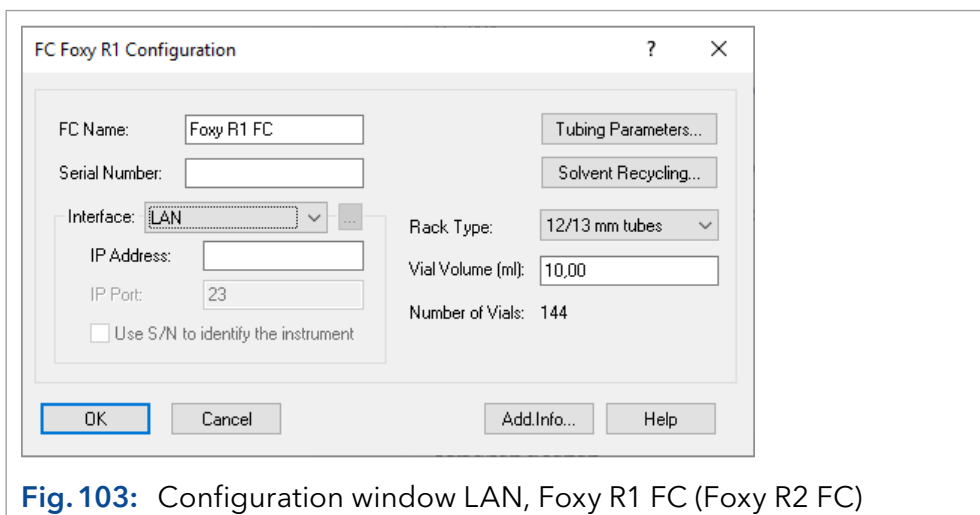 FC Foxy R1 Configuration ? ×
FC Name: Foxy R1 FC Tubing Parameters...
Serial Number: Solvent Recycling...
Interface: LAN ... Rack Type: 12/13 mm tubes
IP Address: Vial Volume (ml): 10,00
IP Port: 23 Number of Vials: 144
Use S/N to identify the instrument
OK Cancel Add.Info... Help
Fig. 103: Configuration window LAN, Foxy R1 FC (Foxy R2 FC)